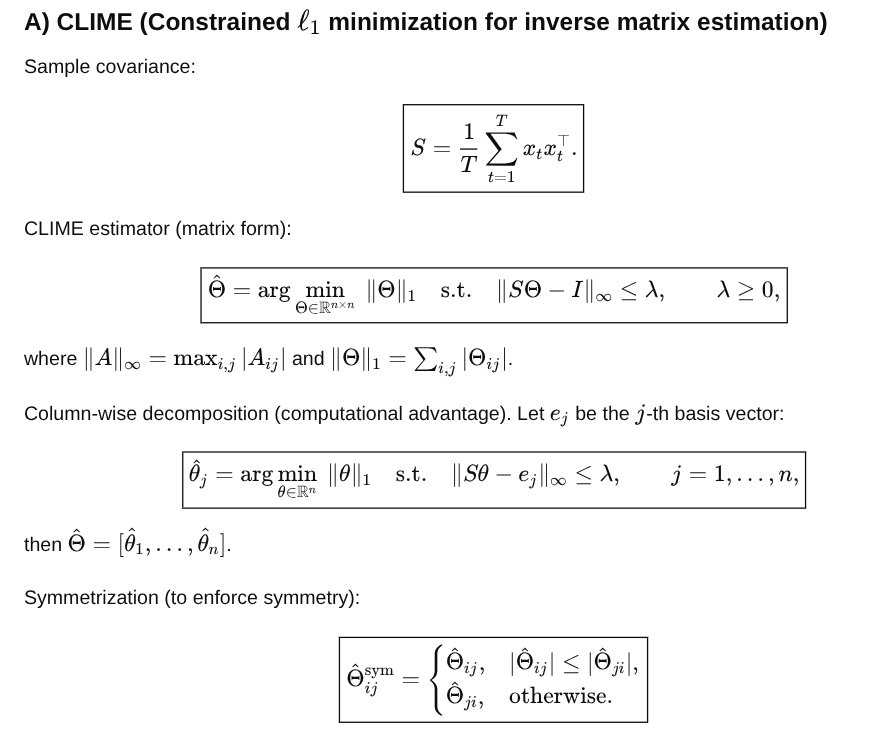 A) CLIME (Constrained ℓ₁ minimization for inverse matrix estimation)
Sample covariance:
$S = \frac{1}{T} \sum_{t=1}^{T} x_t x_t^\top.$
CLIME estimator (matrix form):
$\hat{\Theta} = \arg \min_{\Theta \in \mathbb{R}^{n \times n}} \|\Theta\|_1 \quad \text{s.t.} \quad \|S\Theta - I\|_\infty \leq \lambda, \qquad \lambda \geq 0,$
where $\|A\|_\infty = \max_{i,j} |A_{ij}|$ and $\|\Theta\|_1 = \sum_{i,j} |\Theta_{ij}|.$
Column-wise decomposition (computational advantage). Let $e_j$ be the $j$-th basis vector:
$\hat{\theta}_j = \arg \min_{\theta \in \mathbb{R}^n} \|\theta\|_1 \quad \text{s.t.} \quad \|S\theta - e_j\|_\infty \leq \lambda, \qquad j = 1, \ldots, n,$
then $\hat{\Theta} = [\hat{\theta}_1, \ldots, \hat{\theta}_n].$
Symmetrization (to enforce symmetry):
$\hat{\Theta}_{ij}^{\text{sym}} = \begin{cases} \hat{\Theta}_{ij}, & |\hat{\Theta}_{ij}| \leq |\hat{\Theta}_{ji}|, \\ \hat{\Theta}_{ji}, & \text{otherwise.} \end{cases}$